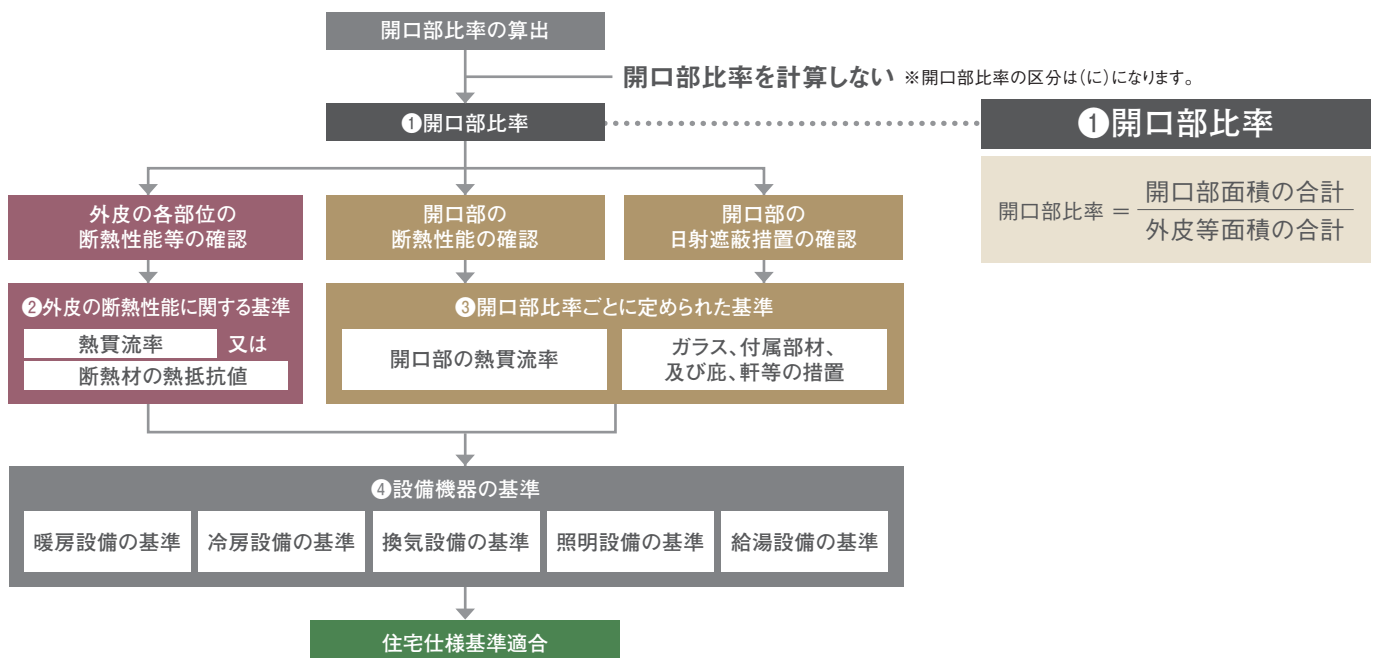 開口部比率の算出
開口部比率を計算しない ※開口部比率の区分は(に)になります。
❶開口部比率
❶開口部比率
開口部比率 = 開口部面積の合計
外皮等面積の合計
外皮の各部位の
断熱性能等の確認
開口部の
断熱性能の確認
開口部の
日射遮蔽措置の確認
❷外皮の断熱性能に関する基準
熱貫流率 又は
断熱材の熱抵抗値
❸開口部比率ごとに定められた基準
開口部の熱貫流率
ガラス、付属部材、
及び庇、軒等の措置
❹設備機器の基準
暖房設備の基準
冷房設備の基準
換気設備の基準
照明設備の基準
給湯設備の基準
住宅仕様基準適合